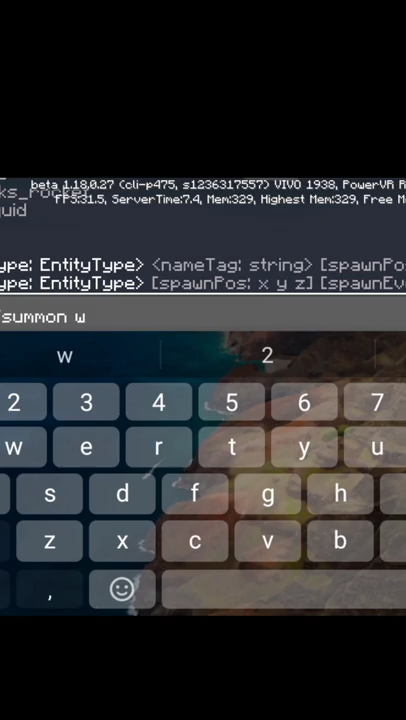 beta 1.18.0.27 (cli-p475, s1236317557) VIVO 1938, PowerVR R
ks_rocket
FPS:31.5, ServerTime:7.4, Mem:329, Highest Mem:329, Free M
quid
ype: EntityType> <nameTag: string> [spawnPo
ype: EntityType> [spawnPos: x y z] [spawnEv
/summon w
w 2
2 3 4 5 6 7
w e r t y u
s d f g h
z x c v b
,